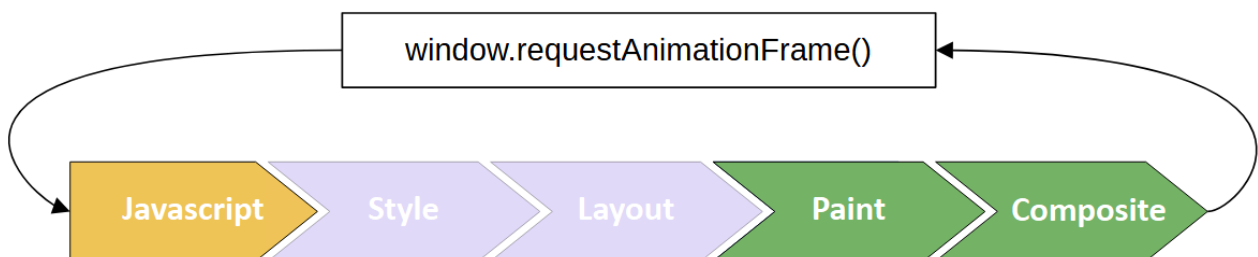 window.requestAnimationFrame()
Javascript
Style
Layout
Paint
Composite